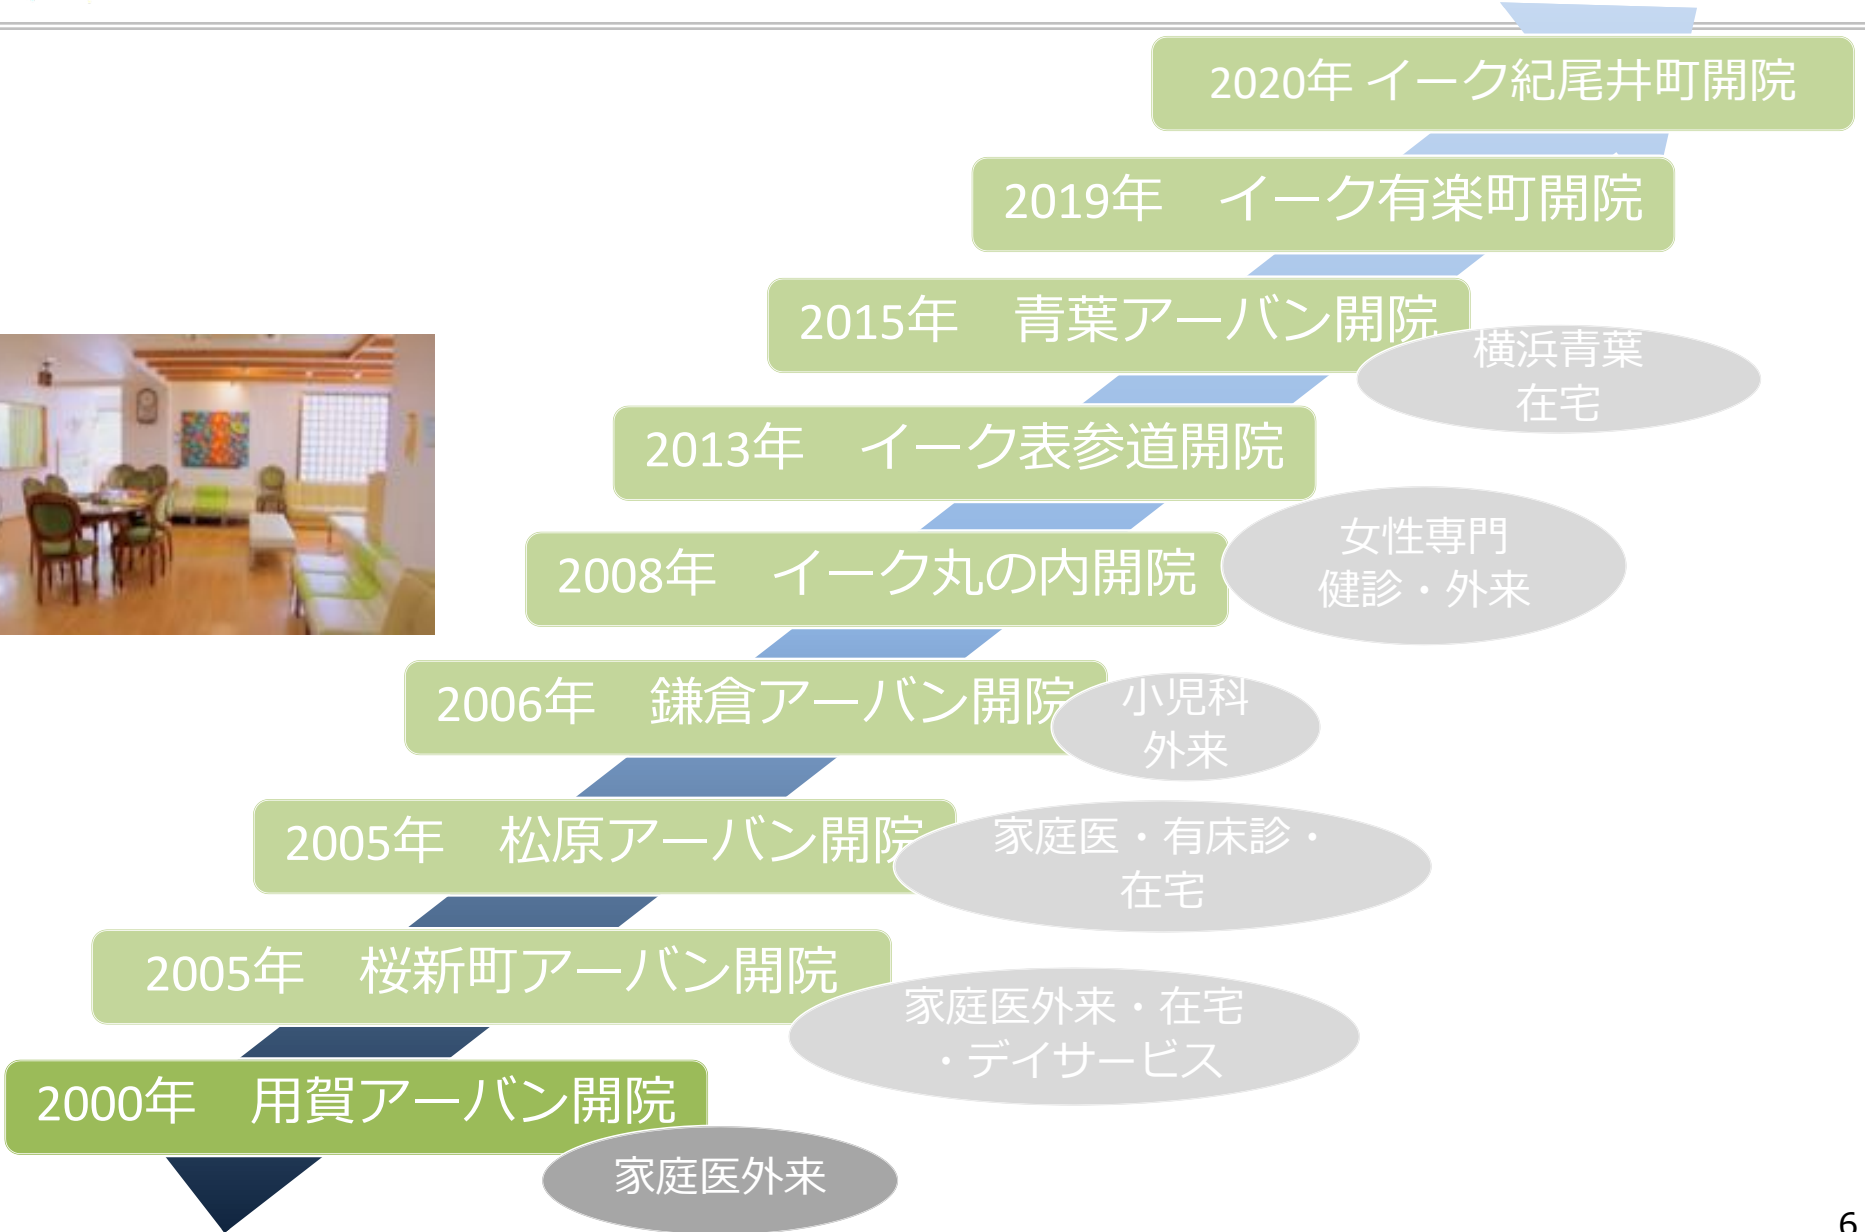 2020年 イーク紀尾井町開院
2019年　イーク有楽町開院
2015年　青葉アーバン開院
横浜青葉
在宅
2013年　イーク表参道開院
2008年　イーク丸の内開院
女性専門
健診・外来
2006年　鎌倉アーバン開院
小児科
外来
2005年　松原アーバン開院
家庭医・有床診・
在宅
2005年　桜新町アーバン開院
家庭医外来・在宅
・デイサービス
2000年　用賀アーバン開院
家庭医外来
6